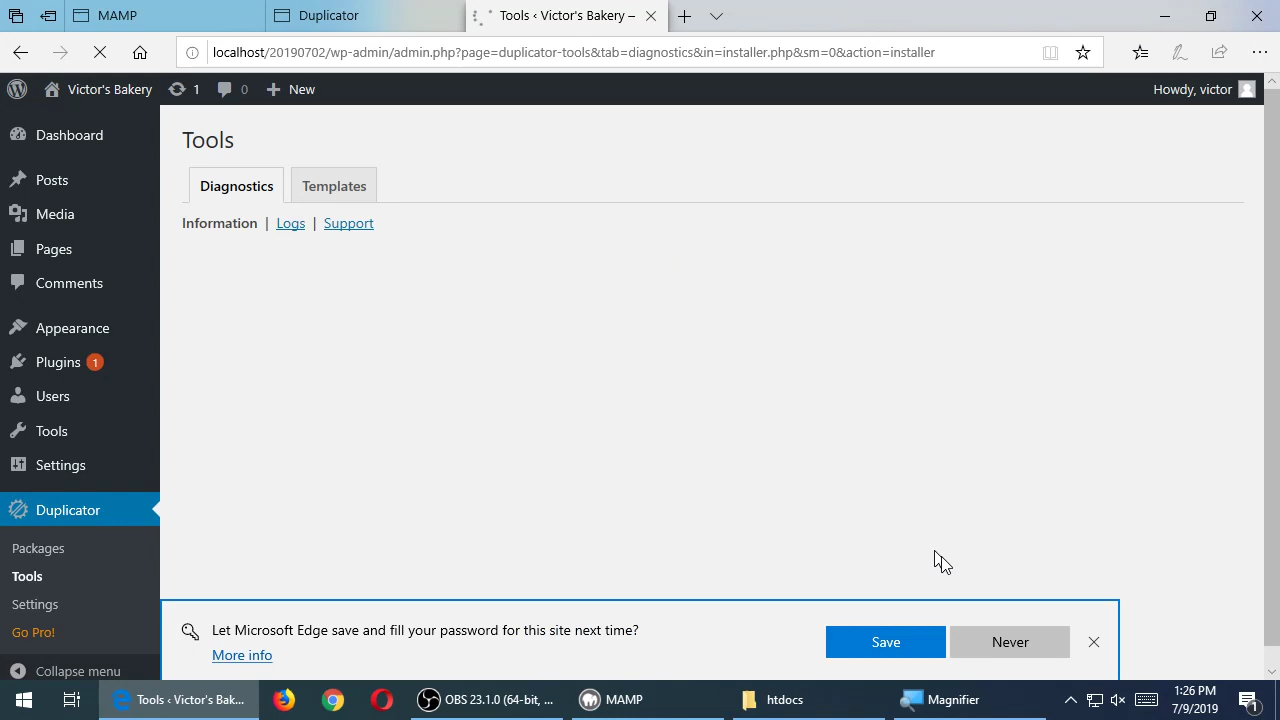 MAMP
Duplicator
Tools ‹ Victor's Bakery –
localhost/20190702/wp-admin/admin.php?page=duplicator-tools&tab=diagnostics&in=installer.php&sm=0&action=installer
Victor's Bakery
1
0
New
Howdy, victor
Dashboard
Posts
Media
Pages
Comments
Appearance
Plugins 1
Users
Tools
Settings
Duplicator
Packages
Tools
Settings
Go Pro!
Collapse menu
Tools
Diagnostics
Templates
Information | Logs | Support
Let Microsoft Edge save and fill your password for this site next time?
More info
Save
Never
Tools ‹ Victor's Bak...
OBS 23.1.0 (64-bit, ...
MAMP
htdocs
Magnifier
1:26 PM
7/9/2019
1